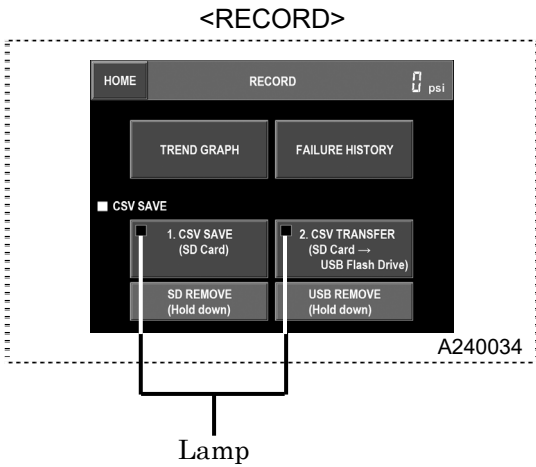 <RECORD>
HOME
RECORD
0 psi
TREND GRAPH
FAILURE HISTORY
CSV SAVE
1. CSV SAVE
(SD Card)
2. CSV TRANSFER
(SD Card →
USB Flash Drive)
SD REMOVE
(Hold down)
USB REMOVE
(Hold down)
A240034
Lamp